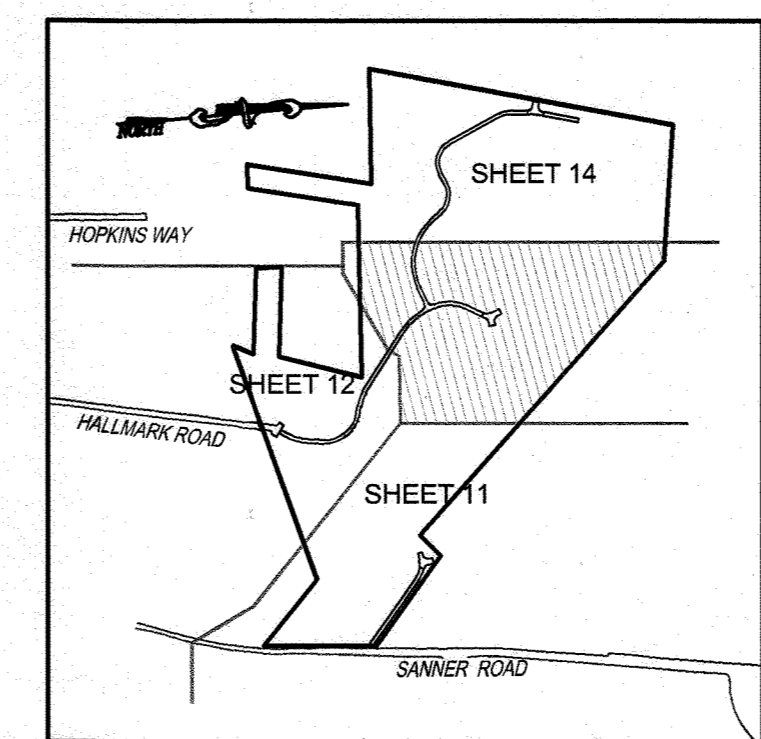 NORTH
SHEET 14
HOPKINS WAY
SHEET 12
HALLMARK ROAD
SHEET 11
SANNER ROAD